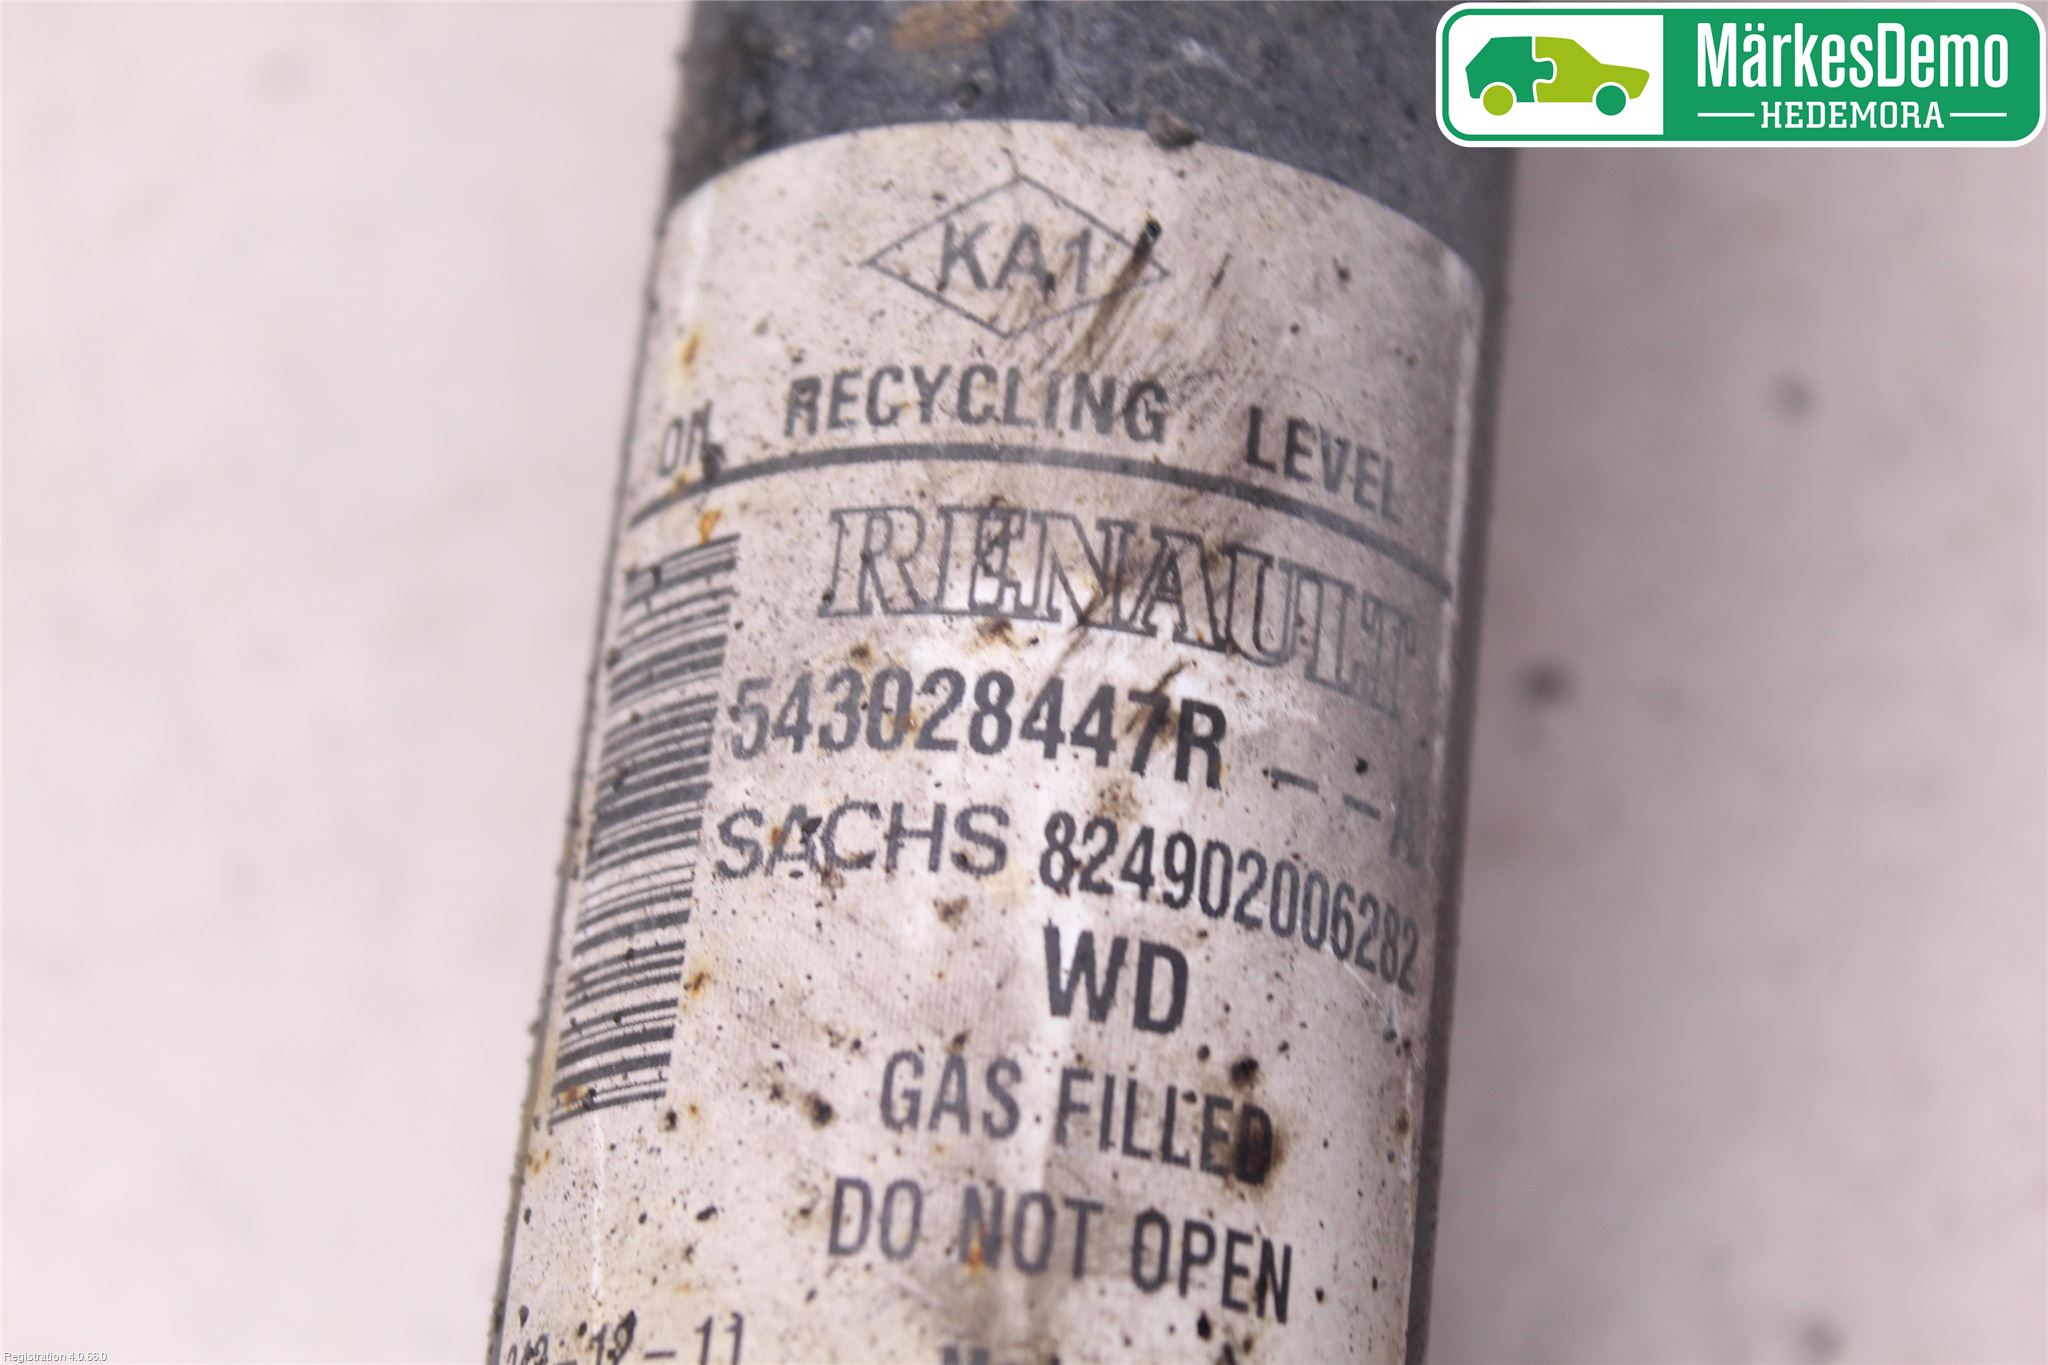 MärkesDemo
HEDEMORA
KA1
RECYCLING LEVEL
RENAULT
543028447R --A
SACHS 824902006282
WD
GAS FILLED
DO NOT OPEN
Registration 4.0.66.0